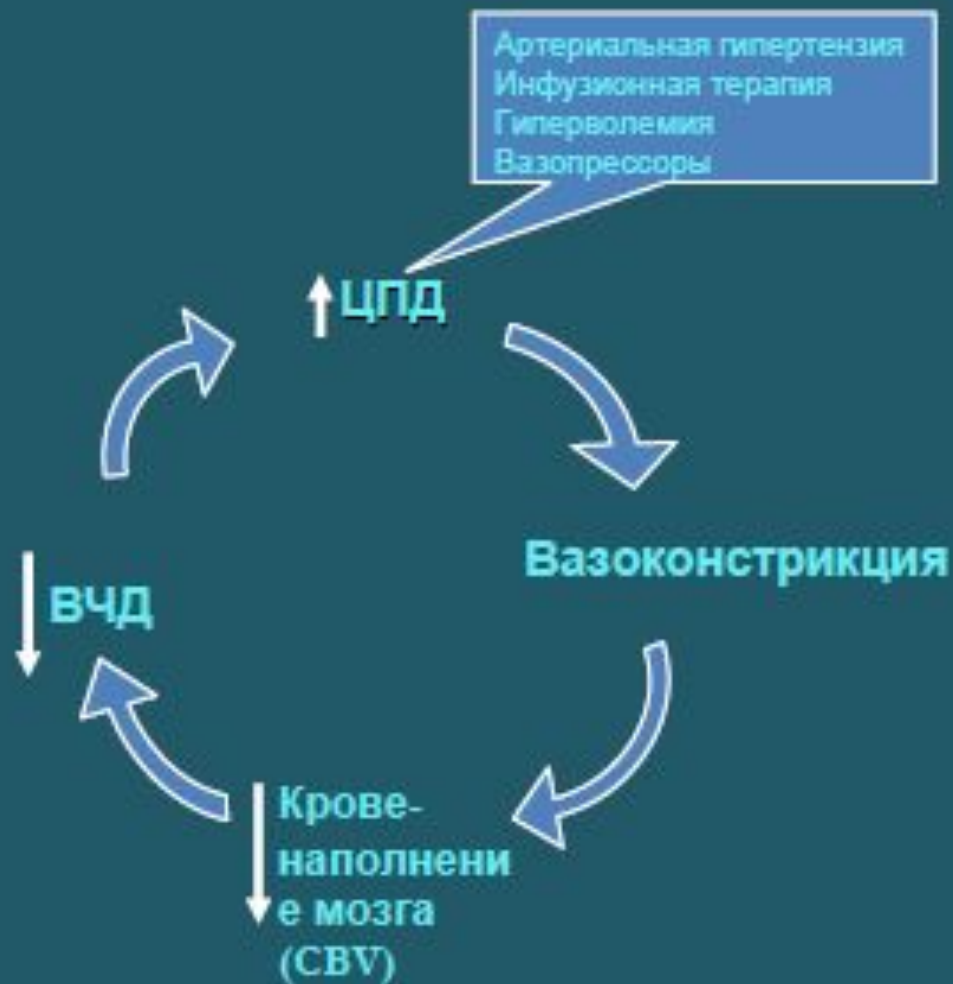 Артериальная гипертензия
Инфузионная терапия
Гиперволемия
Вазопрессоры
ЦПД
Вазоконстрикция
ВЧД
Крове-
наполнени
е мозга
(CBV)